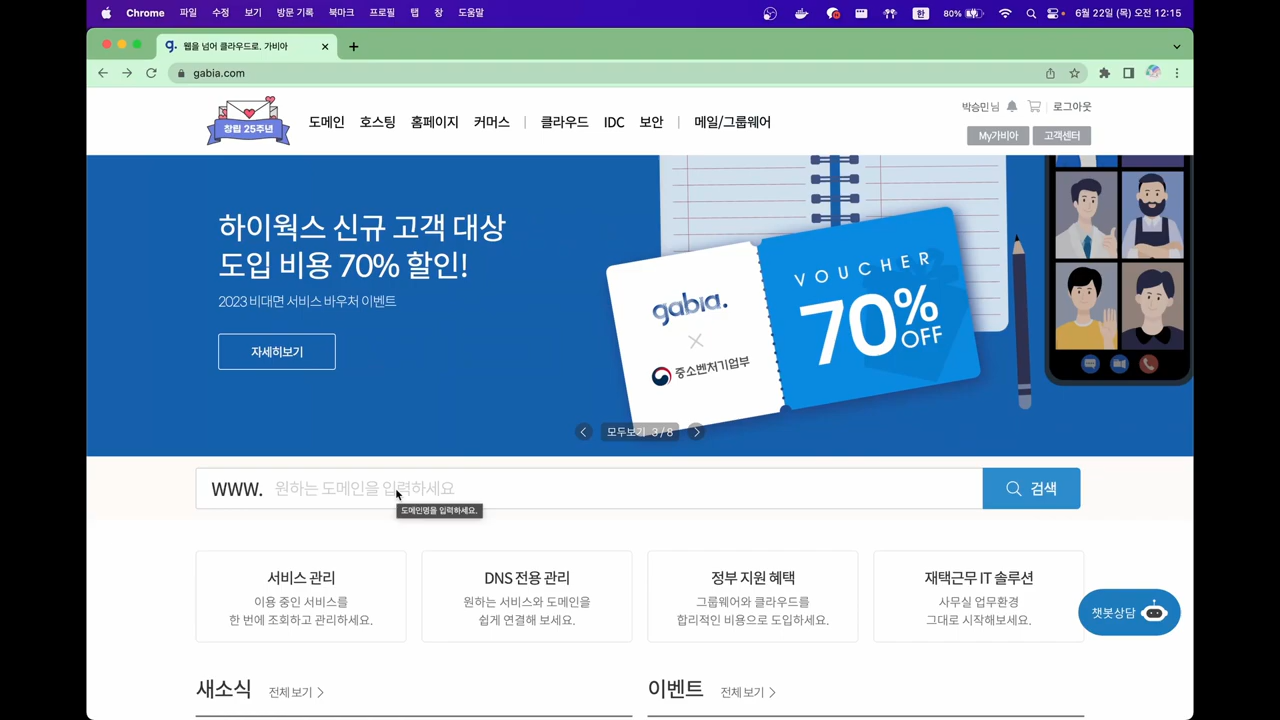 Chrome 파일 수정 보기 방문 기록 북마크 프로필 탭 창 도움말 한 80% 6월 22일 (목) 오전 12:15
g. 웹을 넘어 클라우드로. 가비아
gabia.com
박승민님 로그아웃
창립 25주년
도메인 호스팅 홈페이지 커머스 | 클라우드 IDC 보안 | 메일/그룹웨어
My가비아 고객센터
하이웍스 신규 고객 대상
도입 비용 70% 할인!
2023 비대면 서비스 바우처 이벤트
자세히보기
gabia.
×
중소벤처기업부
VOUCHER
70%
OFF
모두보기 3 / 8
WWW. 원하는 도메인을 입력하세요
검색
도메인명을 입력하세요.
서비스 관리
이용 중인 서비스를
한 번에 조회하고 관리하세요.
DNS 전용 관리
원하는 서비스와 도메인을
쉽게 연결해 보세요.
정부 지원 혜택
그룹웨어와 클라우드를
합리적인 비용으로 도입하세요.
재택근무 IT 솔루션
사무실 업무환경
그대로 시작해보세요.
챗봇상담
새소식 전체 보기 >
이벤트 전체 보기 >